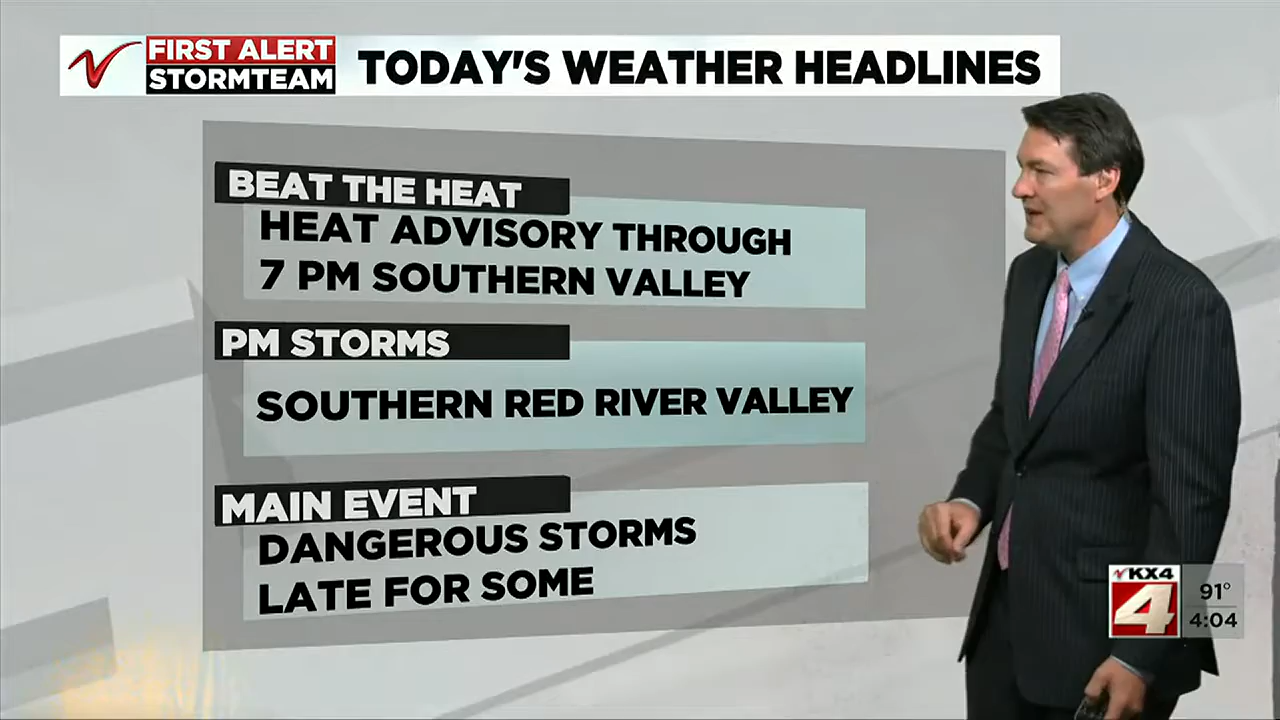 FIRST ALERT
STORMTEAM
TODAY'S WEATHER HEADLINES
BEAT THE HEAT
HEAT ADVISORY THROUGH
7 PM SOUTHERN VALLEY
PM STORMS
SOUTHERN RED RIVER VALLEY
MAIN EVENT
DANGEROUS STORMS
LATE FOR SOME
KX4
4
91°
4:04